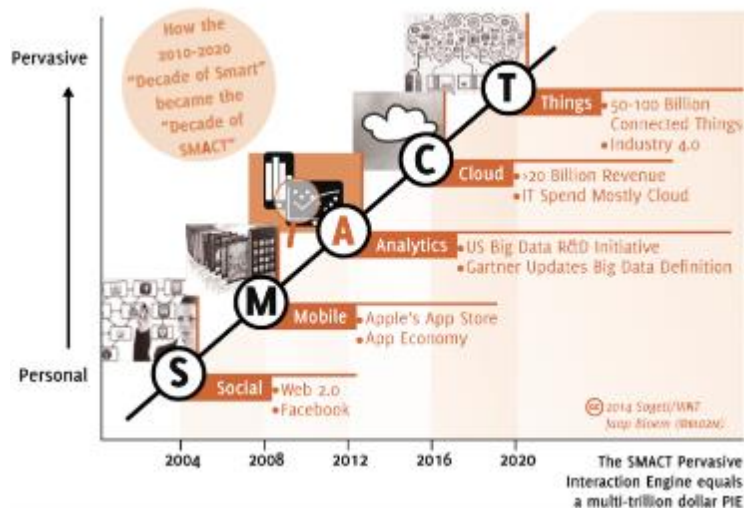 How the
2010-2020
"Decade of Smart"
became the
"Decade of
SMACT"
Pervasive
Personal
T
Things
• 50-100 Billion
Connected Things
• Industry 4.0
C
Cloud
• >20 Billion Revenue
• IT Spend Mostly Cloud
A
Analytics
• US Big Data R&D Initiative
• Gartner Updates Big Data Definition
M
Mobile
• Apple's App Store
• App Economy
S
Social
• Web 2.0
• Facebook
cc 2014 Sogeti/VINT
Jaap Bloem
2004 2008 2012 2016 2020
The SMACT Pervasive
Interaction Engine equals
a multi-trillion dollar PIE